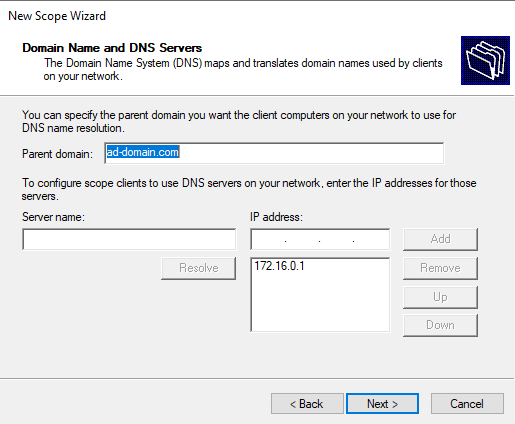 New Scope Wizard
Domain Name and DNS Servers
The Domain Name System (DNS) maps and translates domain names used by clients
on your network.
You can specify the parent domain you want the client computers on your network to use for
DNS name resolution.
Parent domain: ad-domain.com
To configure scope clients to use DNS servers on your network, enter the IP addresses for those
servers.
Server name: IP address:
. . . Add
Resolve 172.16.0.1 Remove
Up
Down
< Back Next > Cancel